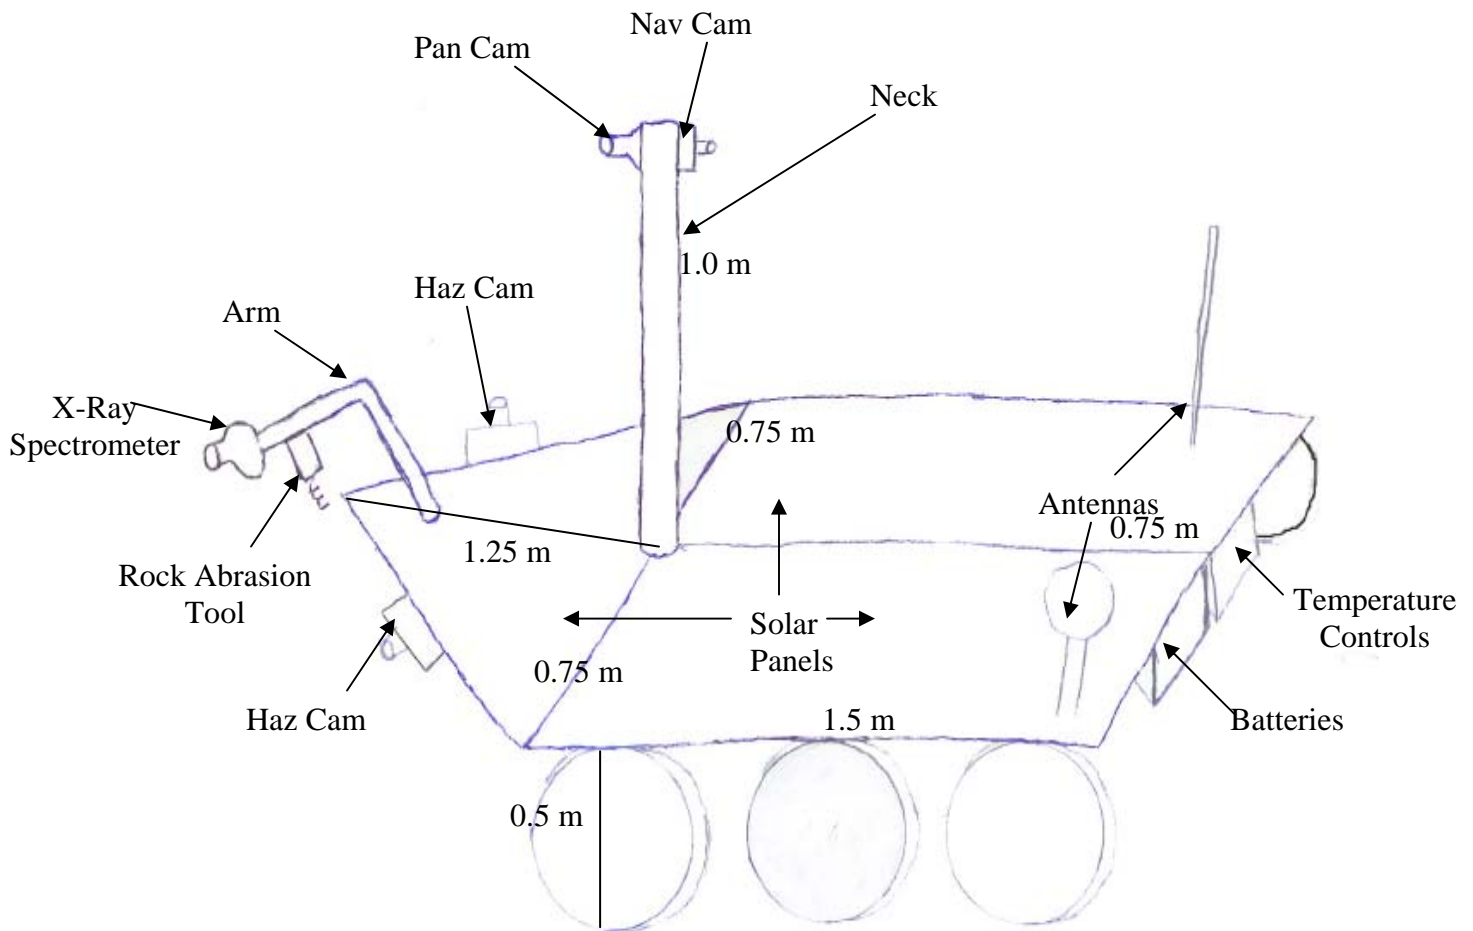 Nav Cam
Pan Cam
Neck
1.0 m
Haz Cam
Arm
X-Ray
Spectrometer
0.75 m
Antennas
0.75 m
1.25 m
Rock Abrasion
Tool
Temperature
Controls
Solar
Panels
0.75 m
Haz Cam
1.5 m
Batteries
0.5 m